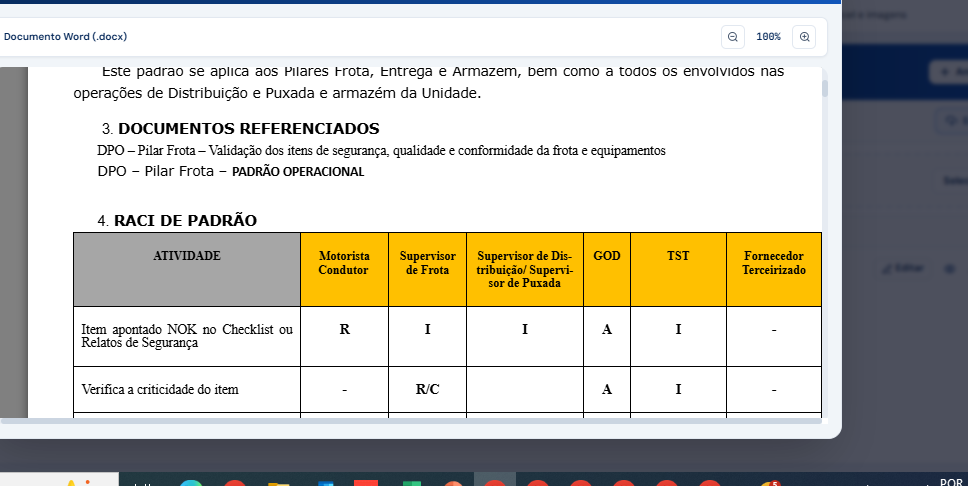 Documento Word (.docx)
100%
Este padrão se aplica aos Pilares Frota, Entrega e Armazém, bem como a todos os envolvidos nas
operações de Distribuição e Puxada e armazém da Unidade.
3. DOCUMENTOS REFERENCIADOS
DPO – Pilar Frota – Validação dos itens de segurança, qualidade e conformidade da frota e equipamentos
DPO – Pilar Frota – PADRÃO OPERACIONAL
4. RACI DE PADRÃO
ATIVIDADE
Motorista
Condutor
Supervisor
de Frota
Supervisor de Dis-
tribuição/ Supervi-
sor de Puxada
GOD
TST
Fornecedor
Terceirizado
Item apontado NOK no Checklist ou
Relatos de Segurança
R
I
I
A
I
-
Verifica a criticidade do item
-
R/C
A
I
-
Editar
5
POR